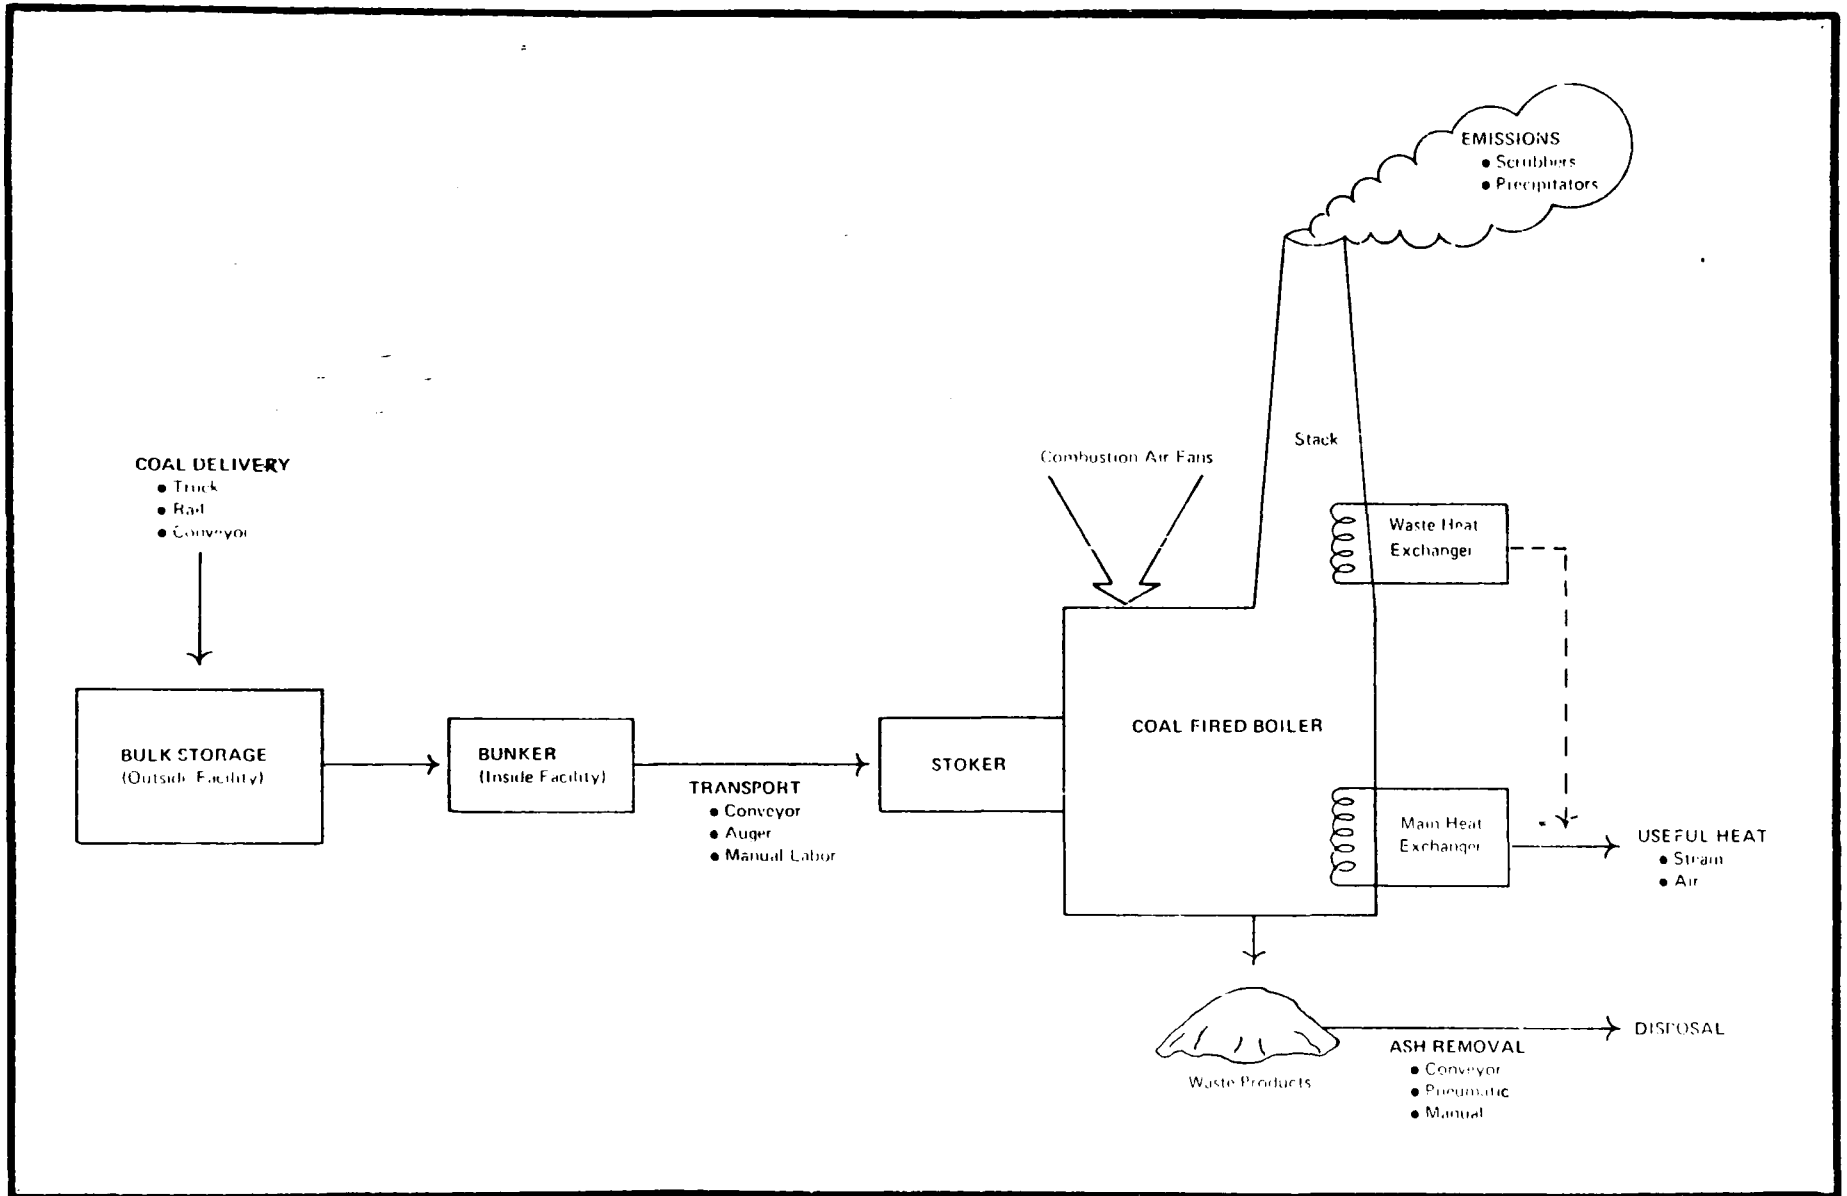 EMISSIONS
• Scrubbers
• Precipitators
Stack
Combustion Air Fans
COAL DELIVERY
• Truck
• Rail
• Conveyor
Waste Heat
Exchanger
BULK STORAGE
(Outside Facility)
BUNKER
(Inside Facility)
TRANSPORT
• Conveyor
• Auger
• Manual Labor
STOKER
COAL FIRED BOILER
Main Heat
Exchanger
USEFUL HEAT
• Steam
• Air
Waste Products
ASH REMOVAL
• Conveyor
• Pneumatic
• Manual
DISPOSAL